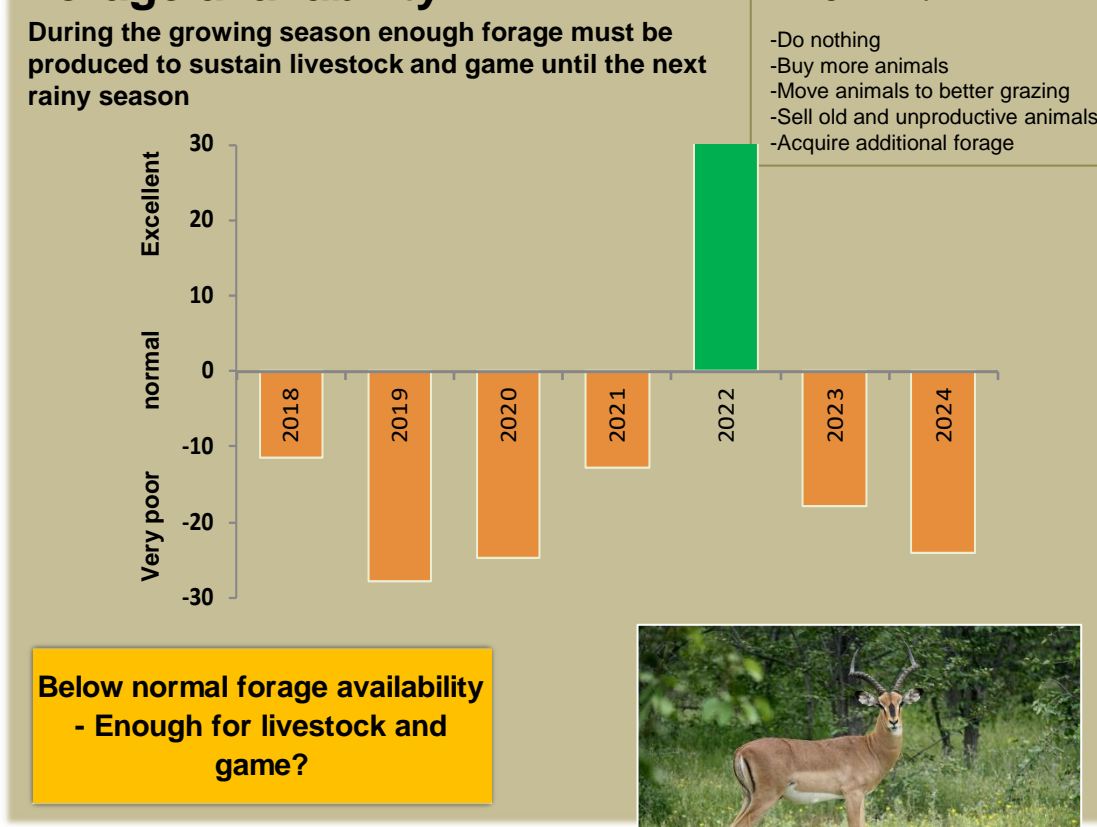 During the growing season enough forage must be
produced to sustain livestock and game until the next
rainy season
-Do nothing
-Buy more animals
-Move animals to better grazing
-Sell old and unproductive animals
-Acquire additional forage
Excellent
normal
Very poor
30
20
10
0
-10
-20
-30
2018
2019
2020
2021
2022
2023
2024
Below normal forage availability
- Enough for livestock and
game?